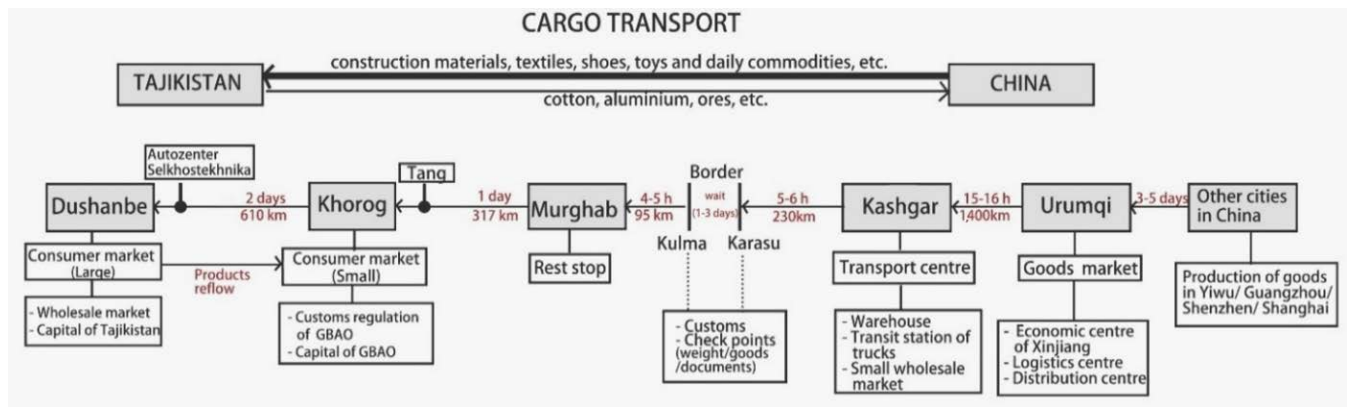 CARGO TRANSPORT
construction materials, textiles, shoes, toys and daily commodities, etc.
TAJIKISTAN
CHINA
cotton, aluminium, ores, etc.
Autozenter
Selkhostekhnika
Tang
Border
Dushanbe
2 days
610 km
Khorog
1 day
317 km
Murghab
4-5 h
95 km
wait
(1-3 days)
5-6 h
230km
Kashgar
15-16 h
1,400km
Urumqi
3-5 days
Other cities
in China
Kulma
Karasu
Consumer market
(Large)
Products
reflow
Consumer market
(Small)
Rest stop
Transport centre
Goods market
Production of goods
in Yiwu/ Guangzhou/
Shenzhen/ Shanghai
- Wholesale market
- Capital of Tajikistan
- Customs regulation
of GBAO
- Capital of GBAO
- Customs
- Check points
(weight/goods
/documents)
- Warehouse
- Transit station of
trucks
- Small wholesale
market
- Economic centre
of Xinjiang
- Logistics centre
- Distribution centre